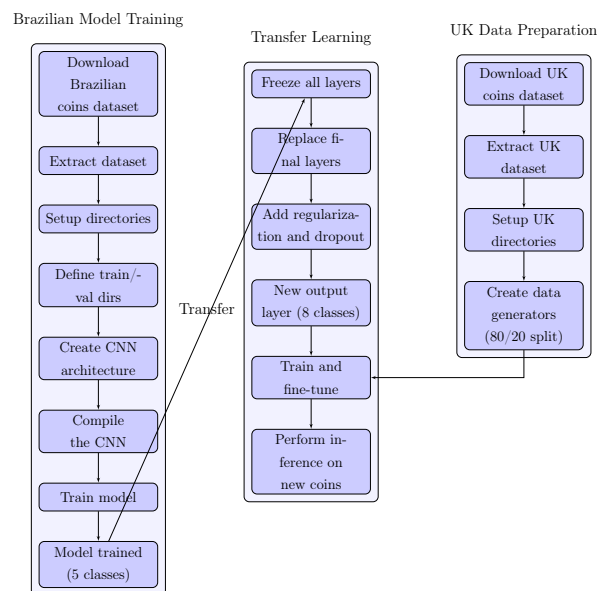 Brazilian Model Training
Download
Brazilian
coins dataset
Extract dataset
Setup directories
Define train/-
val dirs
Create CNN
architecture
Compile
the CNN
Train model
Model trained
(5 classes)
Transfer
Transfer Learning
Freeze all layers
Replace fi-
nal layers
Add regulariza-
tion and dropout
New output
layer (8 classes)
Train and
fine-tune
Perform in-
ference on
new coins
UK Data Preparation
Download UK
coins dataset
Extract UK
dataset
Setup UK
directories
Create data
generators
(80/20 split)